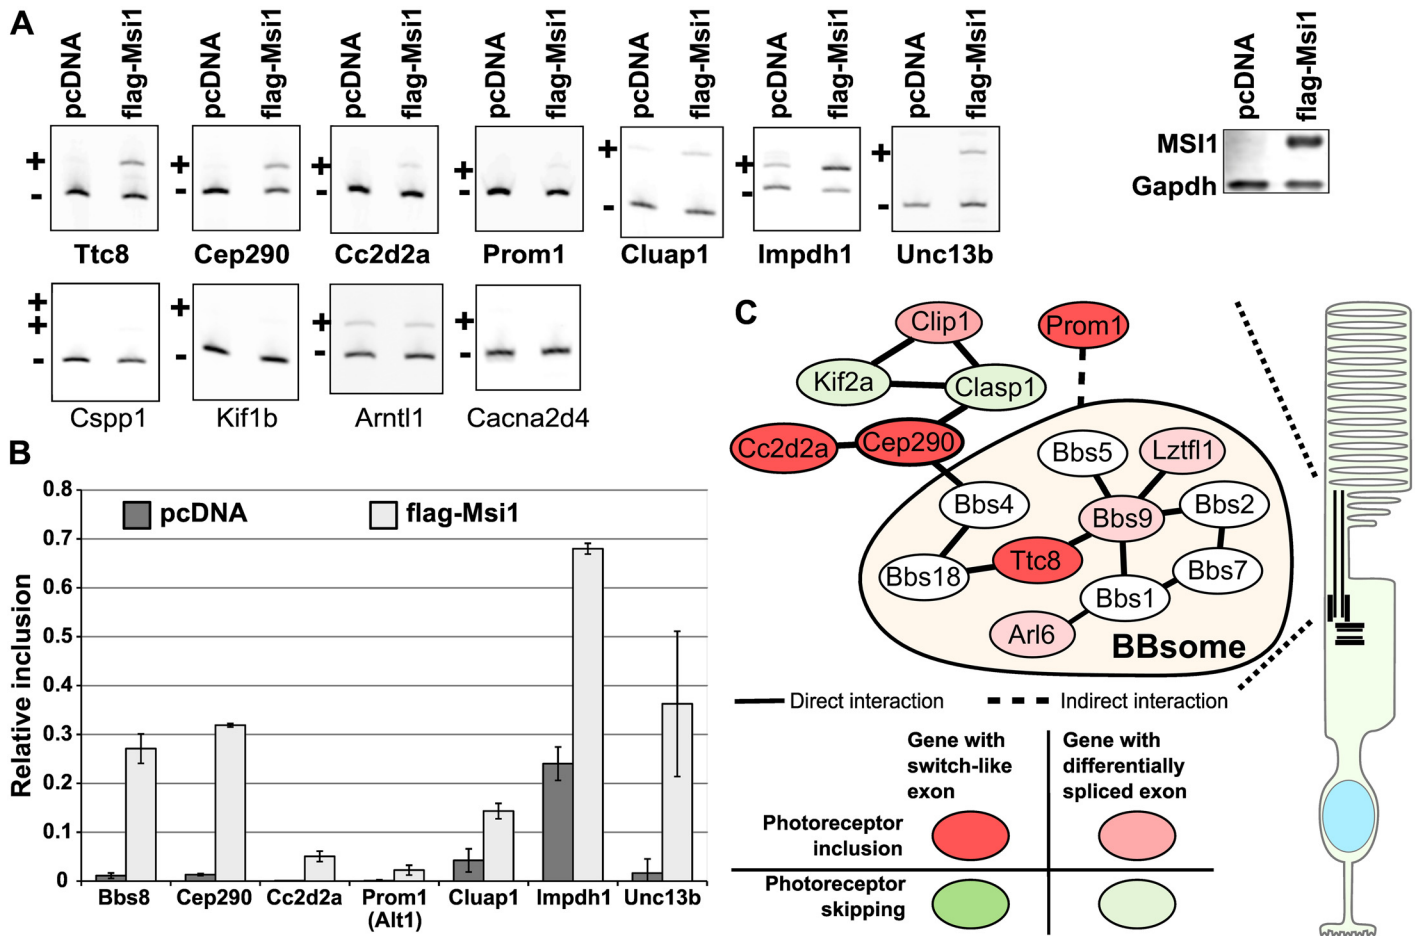 A
pcDNA
flag-Msi1
pcDNA
flag-Msi1
pcDNA
flag-Msi1
pcDNA
flag-Msi1
pcDNA
flag-Msi1
pcDNA
flag-Msi1
pcDNA
flag-Msi1
pcDNA
flag-Msi1
+ + + + + + +
- - - - - - -
MSI1
Gapdh
Ttc8 Cep290 Cc2d2a Prom1 Cluap1 Impdh1 Unc13b
+ + + +
+
- - - -
Cspp1 Kif1b Arntl1 Cacna2d4
B
0.8
0.7
0.6
0.5
0.4
0.3
0.2
0.1
0
Relative inclusion
pcDNA flag-Msi1
Bbs8 Cep290 Cc2d2a Prom1 Cluap1 Impdh1 Unc13b
(Alt1)
C
Clip1
Prom1
Kif2a
Clasp1
Cc2d2a
Cep290
Bbs5
Lztfl1
Bbs4
Bbs9
Bbs2
Bbs18
Ttc8
Bbs7
Bbs1
Arl6
BBsome
Direct interaction
Indirect interaction
Gene with
switch-like
exon
Gene with
differentially
spliced exon
Photoreceptor
inclusion
Photoreceptor
skipping